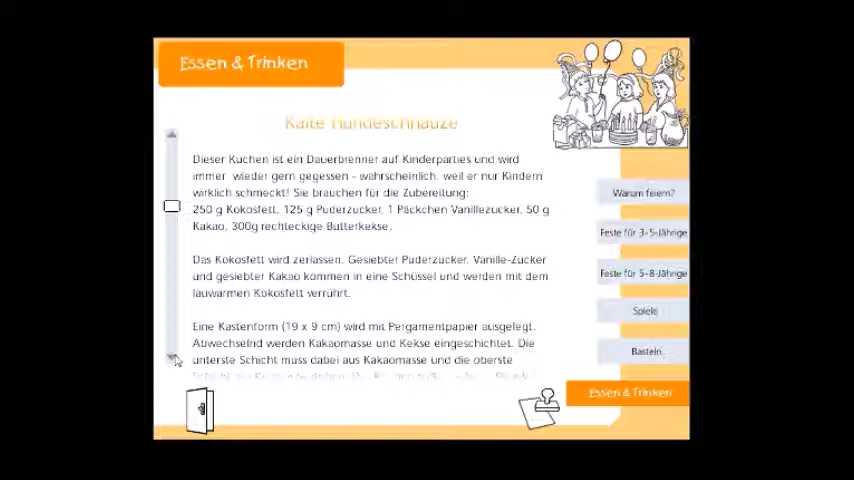 Essen & Trinken
Kalte Hundeschnauze
Dieser Kuchen ist ein Dauerbrenner auf Kinderparties und wird
immer wieder gern gegessen - wahrscheinlich, weil er nur Kindern
wirklich schmeckt! Sie brauchen für die Zubereitung:
250 g Kokosfett, 125 g Puderzucker, 1 Päckchen Vanillezucker, 50 g
Kakao, 300g rechteckige Butterkekse.
Das Kokosfett wird zerlassen. Gesiebter Puderzucker, Vanille-Zucker
und gesiebter Kakao kommen in eine Schüssel und werden mit dem
lauwarmen Kokosfett verrührt.
Eine Kastenform (19 x 9 cm) wird mit Pergamentpapier ausgelegt.
Abwechselnd werden Kakaomasse und Kekse eingeschichtet. Die
unterste Schicht muss dabei aus Kakaomasse und die oberste
Warum feiern?
Feste für 3-5-Jährige
Feste für 5-8-Jährige
Spiele
Basteln
Essen & Trinken